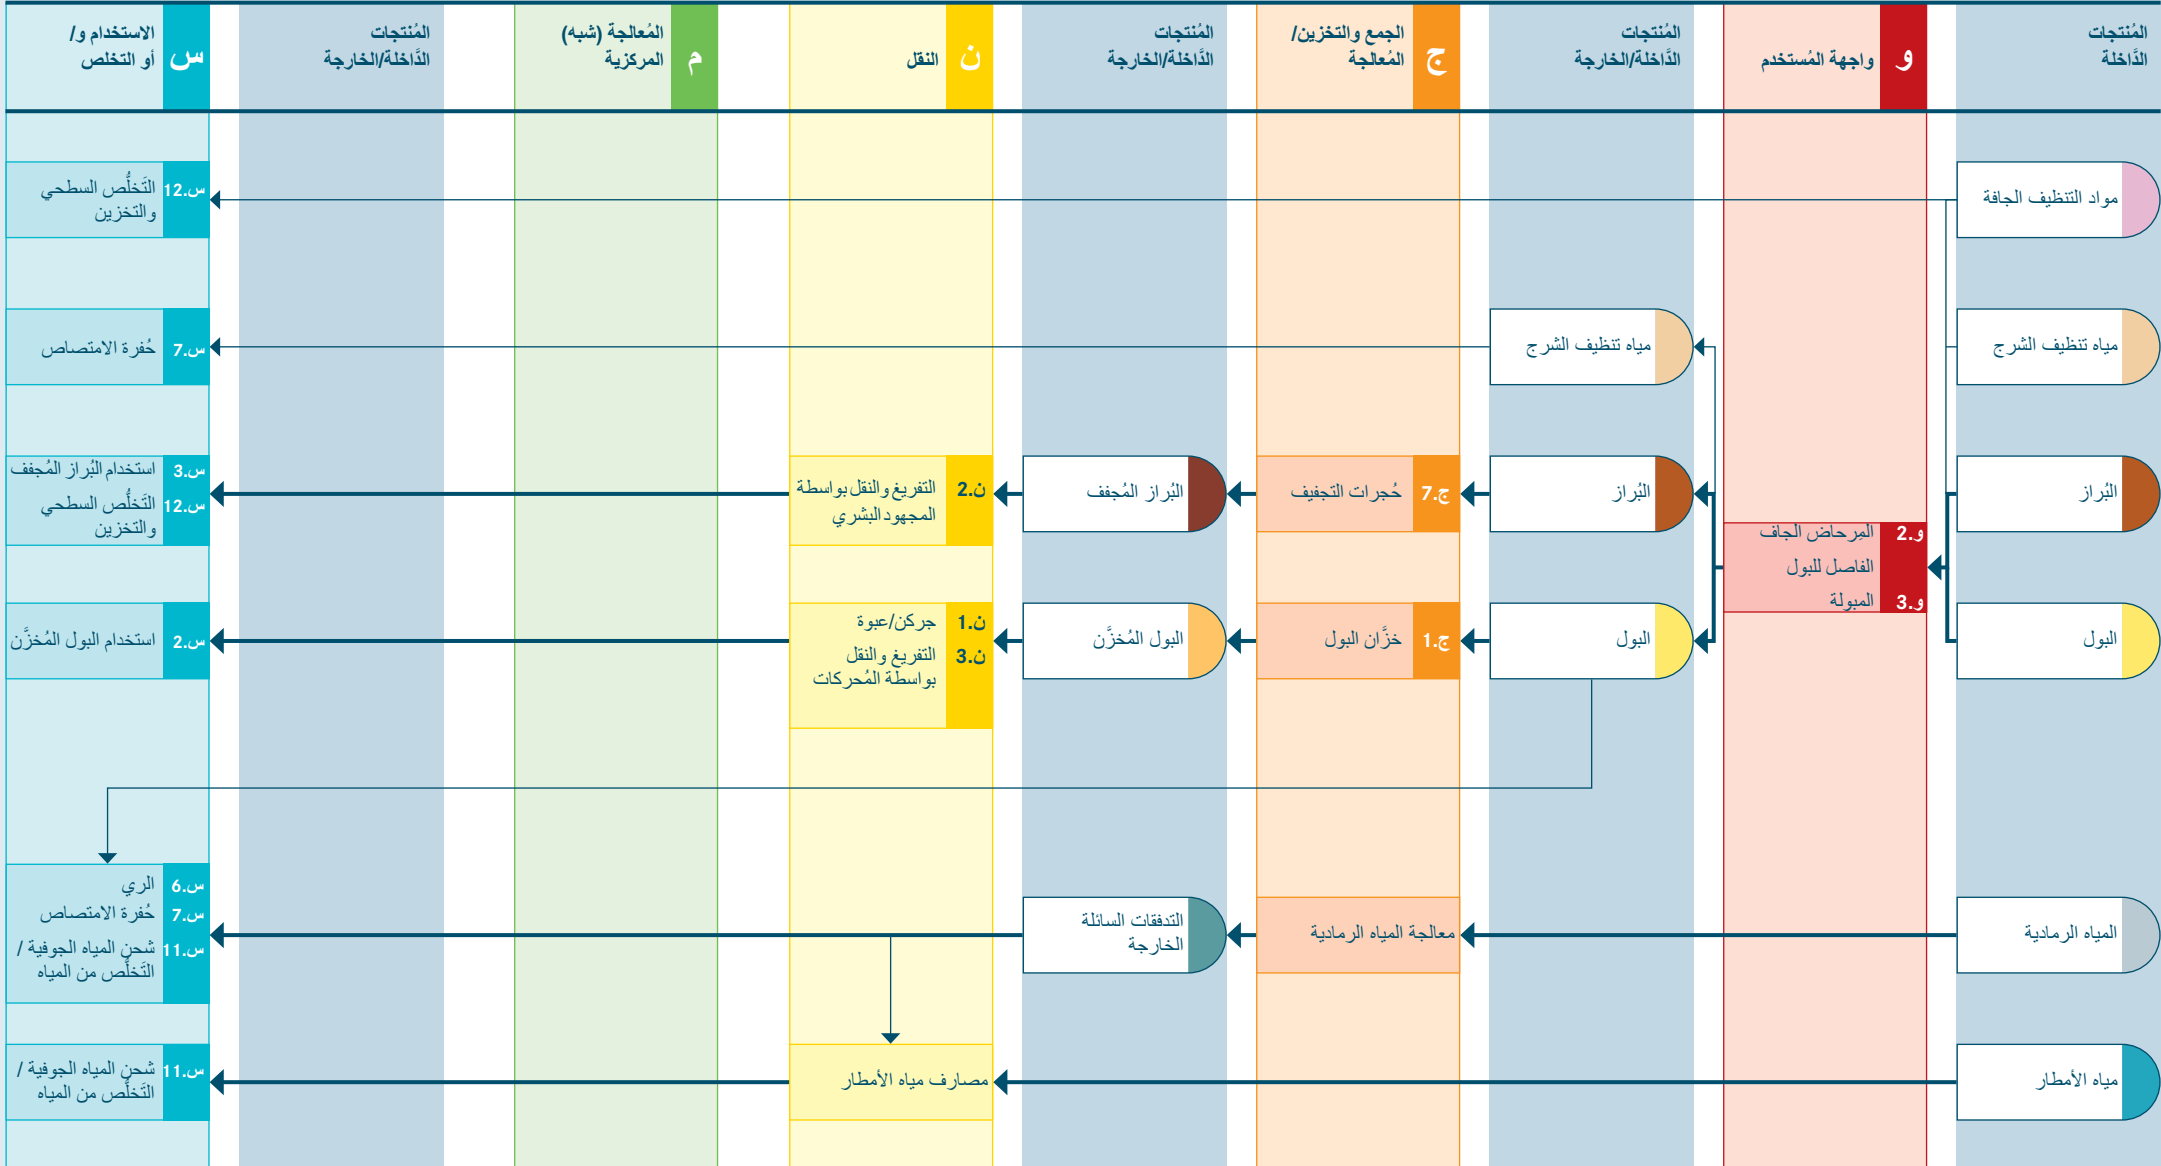 المُنتجات
الدَّاخلة
و
واجهة المُستخدم
المُنتجات
الدَّاخلة/الخارجة
ج
الجمع والتخزين/
المُعالجة
المُنتجات
الدَّاخلة/الخارجة
ن
النقل
م
المُعالجة (شبه)
المركزية
المُنتجات
الدَّاخلة/الخارجة
س
الاستخدام و/
أو التخلص
مواد التنظيف الجافة
س.12 التَخلُّص السطحي
والتخزين
مياه تنظيف الشرج
مياه تنظيف الشرج
س.7 حُفرة الامتصاص
البُراز
و.2 المِرحاض الجاف
الفاصل للبول
و.3 المبولة
البُراز
ج.7 حُجرات التجفيف
البُراز المُجفف
ن.2 التفريغ والنقل بواسطة
المجهود البشري
س.3 استخدام البُراز المُجفف
س.12 التَخلُّص السطحي
والتخزين
البول
البول
ج.1 خزَّان البول
البول المُخزَّن
ن.1 جركن/عبوة
ن.3 التفريغ والنقل
بواسطة المُحركات
س.2 استخدام البول المُخزَّن
المياه الرمادية
معالجة المياه الرمادية
التدفقات السائلة
الخارجة
س.6 الري
س.7 حُفرة الامتصاص
س.11 شحن المياه الجوفية /
التَخلُّص من المياه
مياه الأمطار
مصارف مياه الأمطار
س.11 شحن المياه الجوفية /
التَخلُّص من المياه